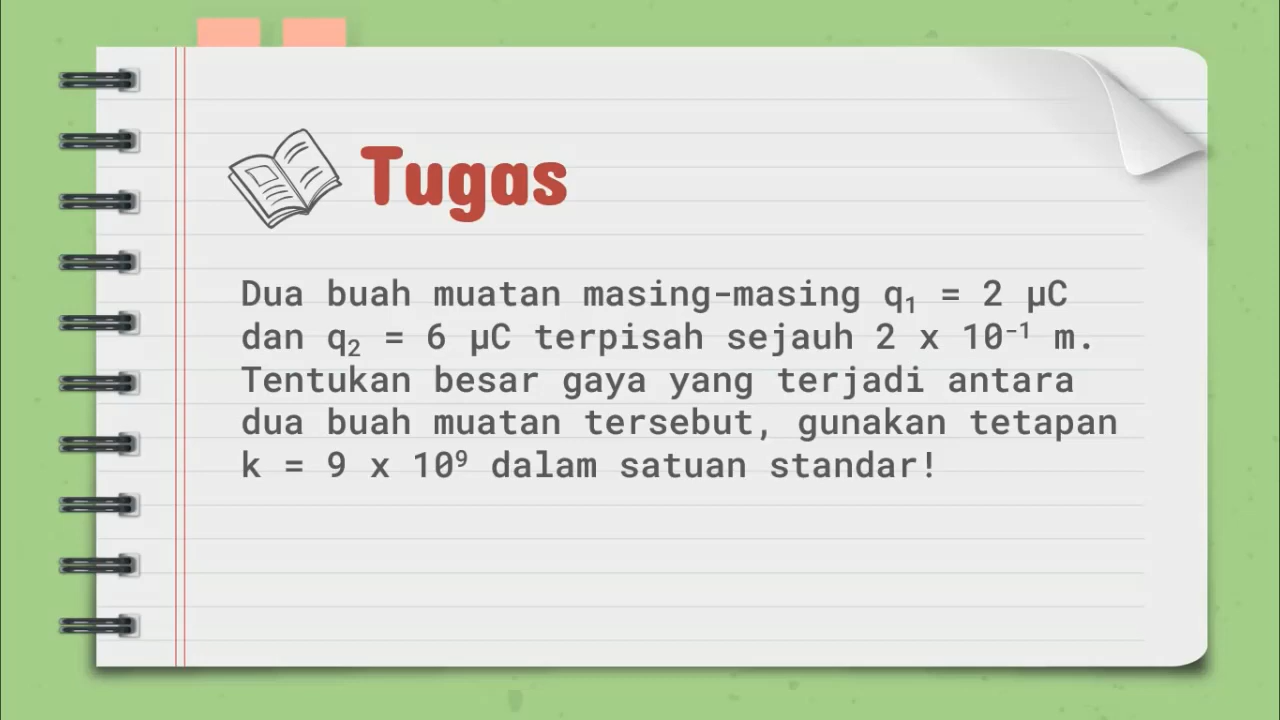 Tugas
Dua buah muatan masing-masing q₁ = 2 μC
dan q₂ = 6 μC terpisah sejauh 2 x 10⁻¹ m.
Tentukan besar gaya yang terjadi antara
dua buah muatan tersebut, gunakan tetapan
k = 9 x 10⁹ dalam satuan standar!